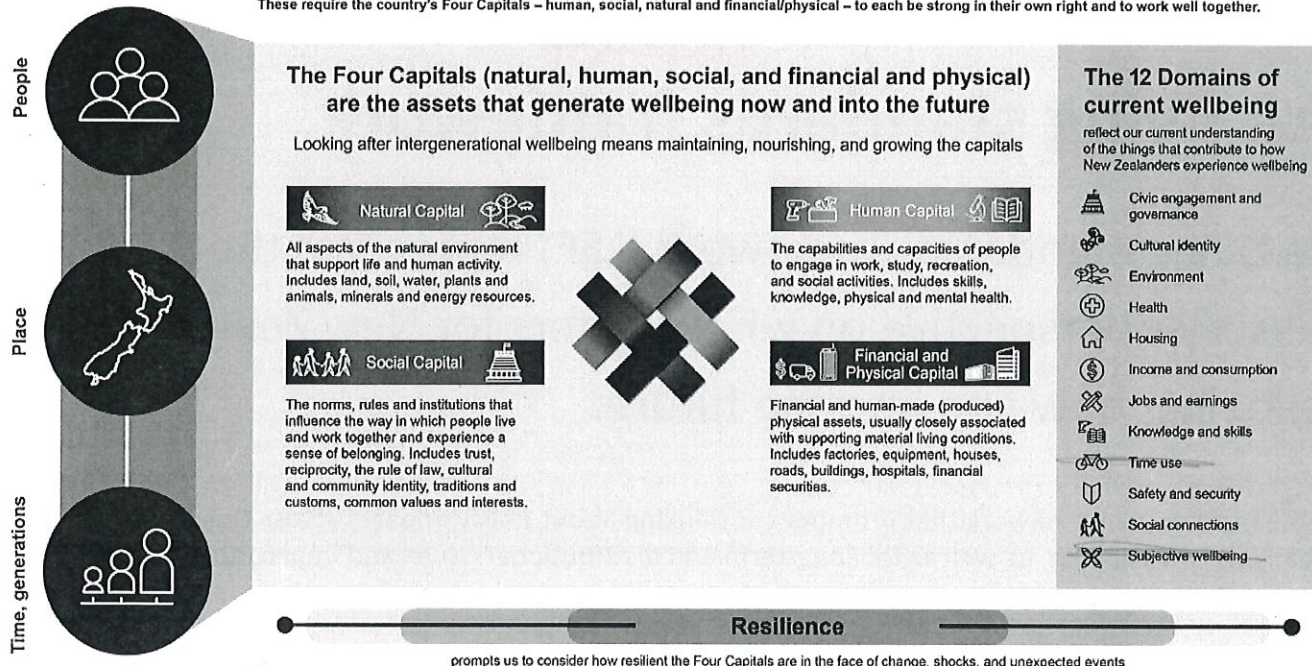 These require the country's Four Capitals – human, social, natural and financial/physical – to each be strong in their own right and to work well together.
People
Place
Time, generations
The Four Capitals (natural, human, social, and financial and physical)
are the assets that generate wellbeing now and into the future
Looking after intergenerational wellbeing means maintaining, nourishing, and growing the capitals
Natural Capital
All aspects of the natural environment
that support life and human activity.
Includes land, soil, water, plants and
animals, minerals and energy resources.
Social Capital
The norms, rules and institutions that
influence the way in which people live
and work together and experience a
sense of belonging. Includes trust,
reciprocity, the rule of law, cultural
and community identity, traditions and
customs, common values and interests.
Human Capital
The capabilities and capacities of people
to engage in work, study, recreation,
and social activities. Includes skills,
knowledge, physical and mental health.
Financial and
Physical Capital
Financial and human-made (produced)
physical assets, usually closely associated
with supporting material living conditions.
Includes factories, equipment, houses,
roads, buildings, hospitals, financial
securities.
The 12 Domains of
current wellbeing
reflect our current understanding
of the things that contribute to how
New Zealanders experience wellbeing
Civic engagement and
governance
Cultural identity
Environment
Health
Housing
Income and consumption
Jobs and earnings
Knowledge and skills
Time use
Safety and security
Social connections
Subjective wellbeing
Resilience
prompts us to consider how resilient the Four Capitals are in the face of change, shocks, and unexpected events